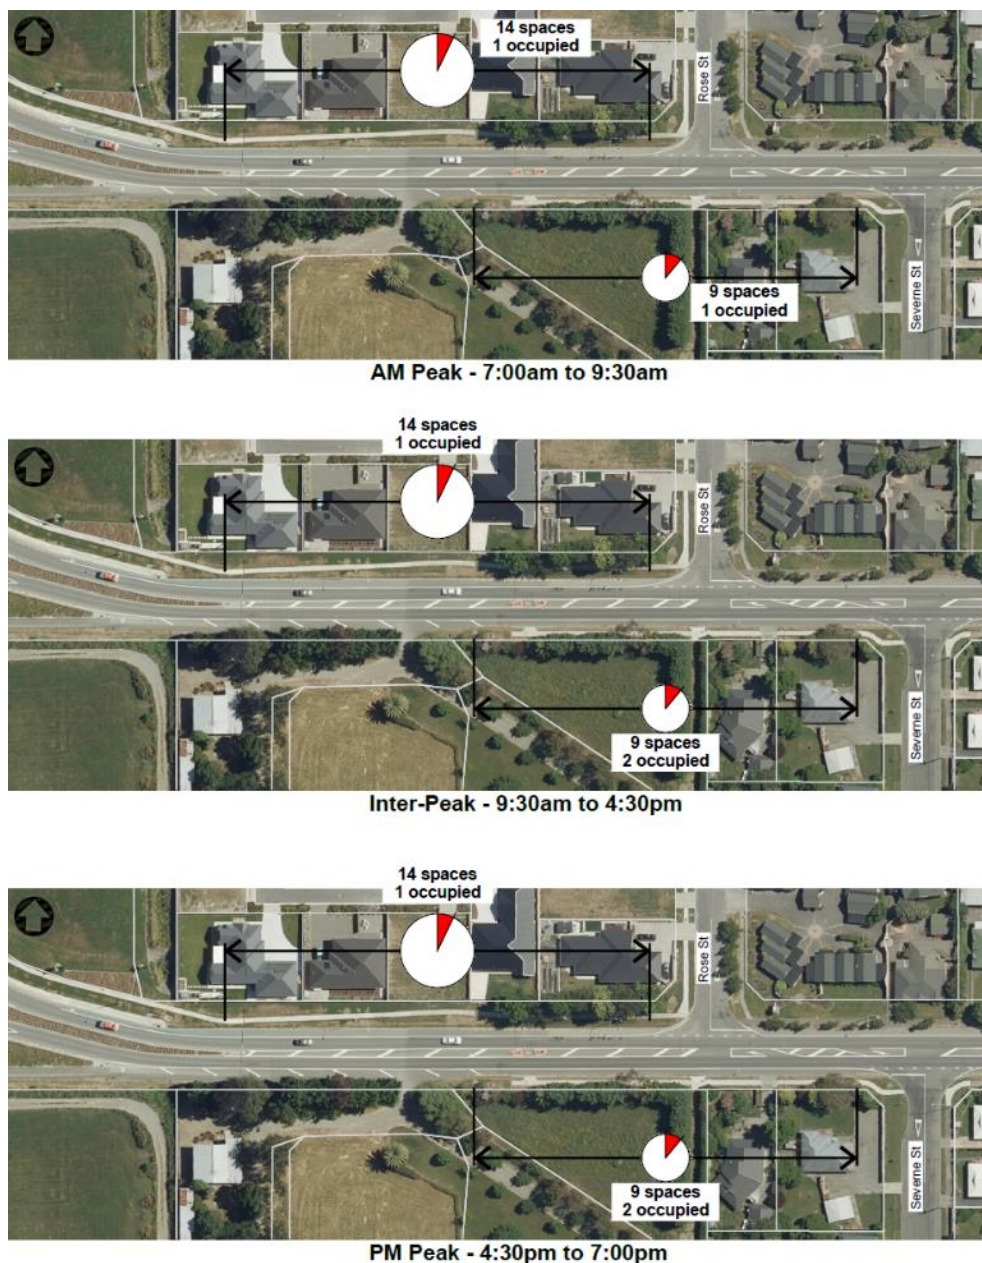 14 spaces
1 occupied
Rose St
9 spaces
1 occupied
Severne St
AM Peak - 7:00am to 9:30am
14 spaces
1 occupied
Rose St
9 spaces
2 occupied
Severne St
Inter-Peak - 9:30am to 4:30pm
14 spaces
1 occupied
Rose St
9 spaces
2 occupied
Severne St
PM Peak - 4:30pm to 7:00pm